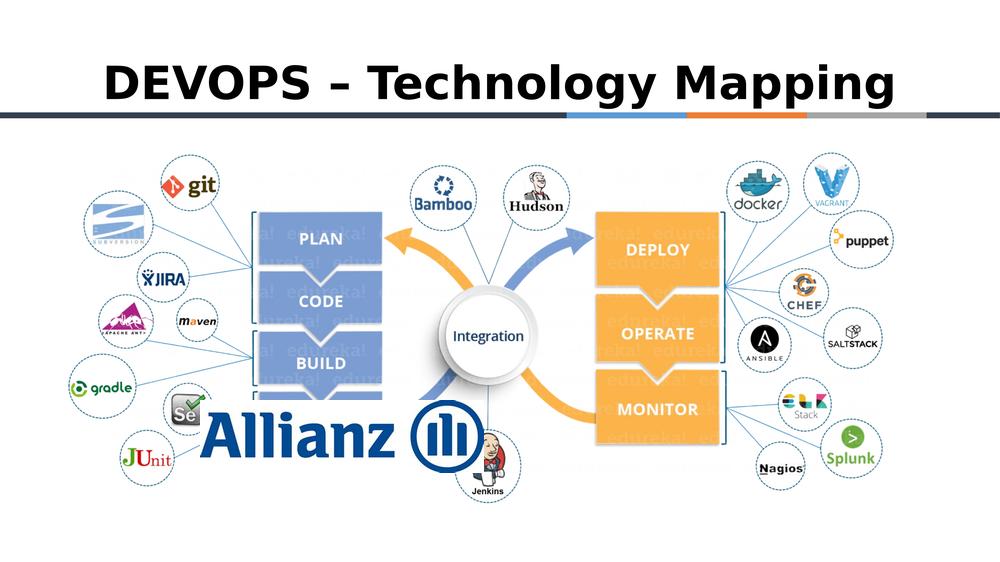 DEVOPS – Technology Mapping
git
SUBVERSION
JIRA
APACHE ANT
maven
gradle
Se
JUnit
PLAN
CODE
BUILD
Allianz
Bamboo
Hudson
Integration
Jenkins
DEPLOY
OPERATE
MONITOR
docker
VAGRANT
puppet
CHEF
SALTSTACK
ANSIBLE
elk
Stack
Splunk
Nagios
edureka!